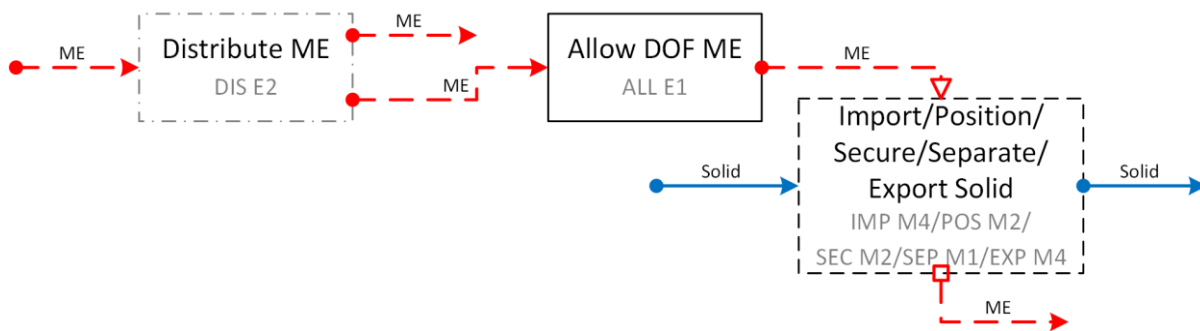 ME
Distribute ME
DIS E2
ME
ME
Allow DOF ME
ALL E1
ME
Solid
Import/Position/
Secure/Separate/
Export Solid
IMP M4/POS M2/
SEC M2/SEP M1/EXP M4
Solid
ME